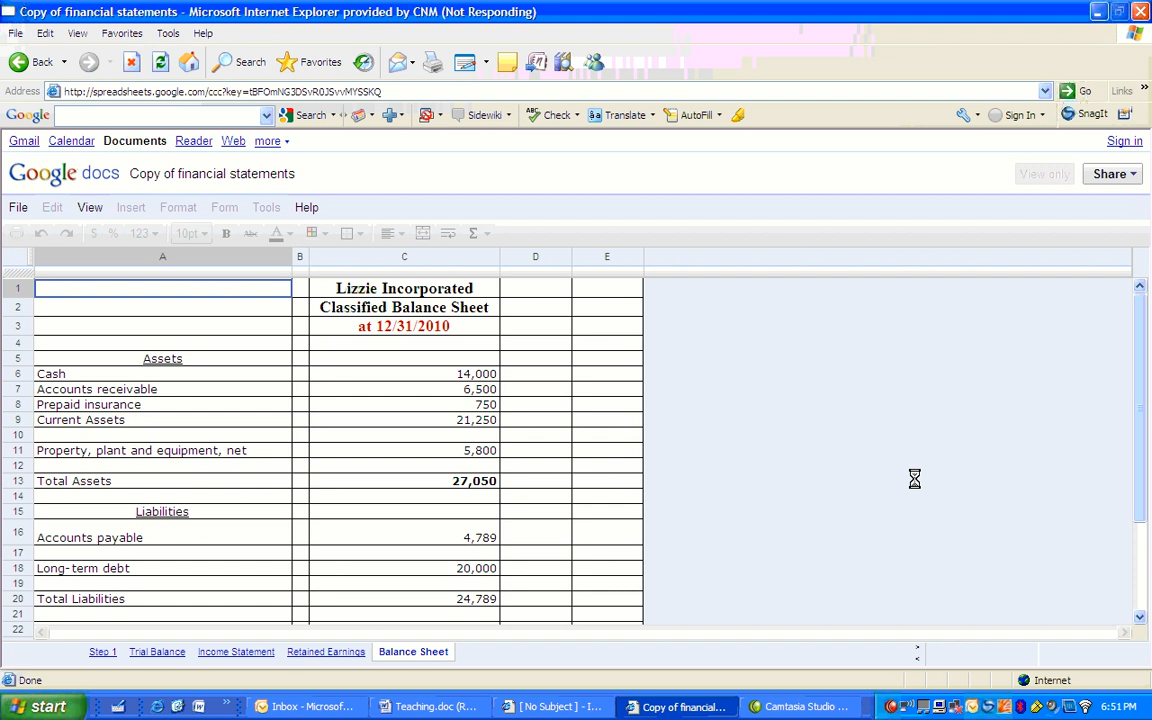 Copy of financial statements - Microsoft Internet Explorer provided by CNM (Not Responding)
File Edit View Favorites Tools Help
Back Search Favorites
Address http://spreadsheets.google.com/ccc?key=tBFOmNG3DSvR0JSvvMYSSKQ Go Links »
Google Search Sidewiki Check Translate AutoFill Sign In SnagIt
Gmail Calendar Documents Reader Web more Sign in
Google docs Copy of financial statements View only Share
File Edit View Insert Format Form Tools Help
$ % 123 10pt B Abc A Σ
A B C D E
1 Lizzie Incorporated
2 Classified Balance Sheet
3 at 12/31/2010
4
5 Assets
6 Cash 14,000
7 Accounts receivable 6,500
8 Prepaid insurance 750
9 Current Assets 21,250
10
11 Property, plant and equipment, net 5,800
12
13 Total Assets 27,050
14
15 Liabilities
16 Accounts payable 4,789
17
18 Long-term debt 20,000
19
20 Total Liabilities 24,789
21
22
Step 1 Trial Balance Income Statement Retained Earnings Balance Sheet
Done Internet
start Inbox - Microsof... Teaching.doc (R... [ No Subject ] - I... Copy of financial... Camtasia Studio ... 6:51 PM